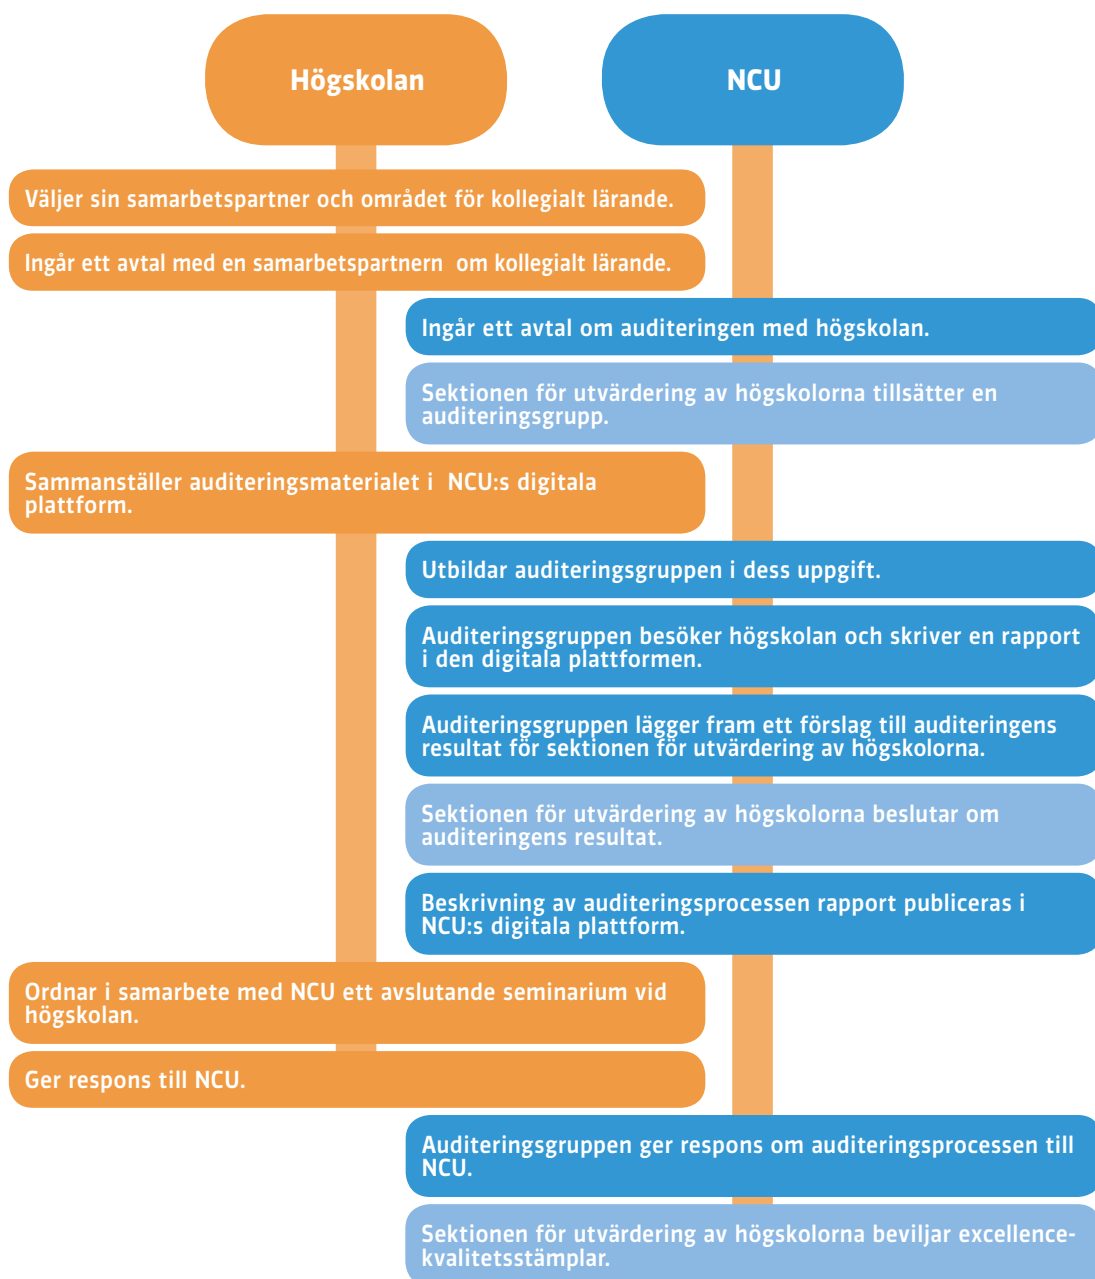 Högskolan
NCU
Väljer sin samarbetspartner och området för kollegialt lärande.
Ingår ett avtal med en samarbetspartnern om kollegialt lärande.
Ingår ett avtal om auditeringen med högskolan.
Sektionen för utvärdering av högskolorna tillsätter en
auditeringsgrupp.
Sammanställer auditeringsmaterialet i NCU:s digitala
plattform.
Utbildar auditeringsgruppen i dess uppgift.
Auditeringsgruppen besöker högskolan och skriver en rapport
i den digitala plattformen.
Auditeringsgruppen lägger fram ett förslag till auditeringens
resultat för sektionen för utvärdering av högskolorna.
Sektionen för utvärdering av högskolorna beslutar om
auditeringens resultat.
Beskrivning av auditeringsprocessen rapport publiceras i
NCU:s digitala plattform.
Ordnar i samarbete med NCU ett avslutande seminarium vid
högskolan.
Ger respons till NCU.
Auditeringsgruppen ger respons om auditeringsprocessen till
NCU.
Sektionen för utvärdering av högskolorna beviljar excellence-
kvalitetsstämplar.